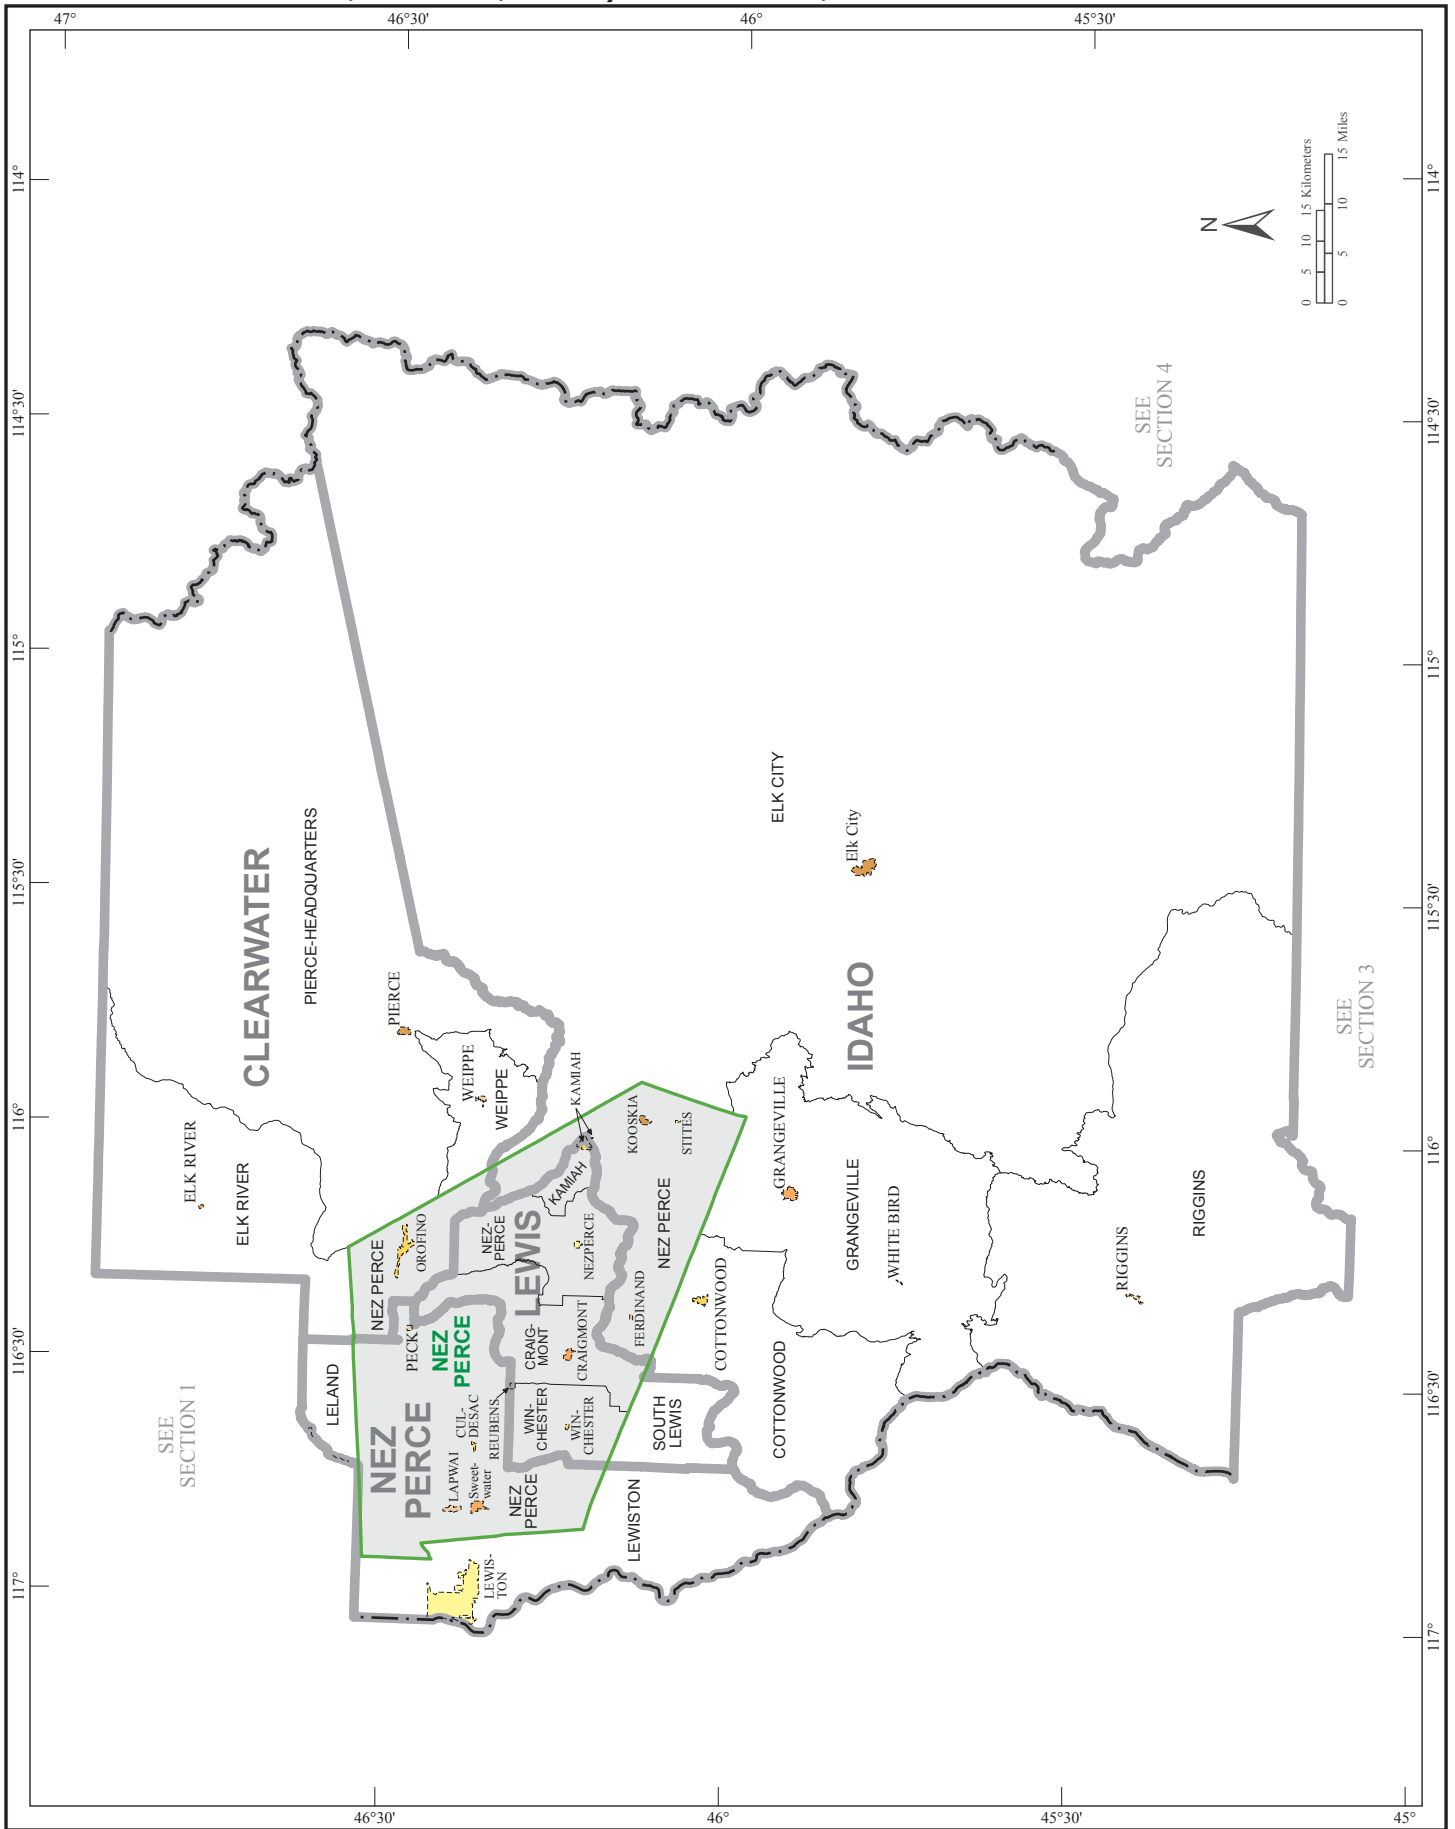 47°
46°30'
46°
45°30'
114°
114°
N
0 5 10 15 Kilometers
0 5 10 15 Miles
114°30'
114°30'
SEE
SECTION 4
115°
115°
ELK CITY
Elk City
PIERCE-HEADQUARTERS
CLEARWATER
115°30'
115°30'
PIERCE
IDAHO
SEE
SECTION 3
WEIPPE
WEIPPE
KAMIAH
116°
116°
ELK RIVER
ELK RIVER
KOOSKIA
STITES
GRANGEVILLE
GRANGEVILLE
WHITE BIRD
KAMIAH
RIGGINS
RIGGINS
NEZ PERCE
OROFINO
NEZ-
PERCE
LEWIS
NEZPERCE
NEZ PERCE
FERDINAND
COTTONWOOD
COTTONWOOD
116°30'
116°30'
SEE
SECTION 1
LELAND
PECK
NEZ
PERCE
CRAIG-
MONT
CRAIGMONT
NEZ
PERCE
LAPWAI
CUL-
DESAC
Sweet-
water
REUBENS
WIN-
CHESTER
WIN-
CHESTER
SOUTH
LEWIS
NEZ
PERCE
LEWISTON
LEWIS-
TON
117°
117°
46°30'
46°
45°30'
45°